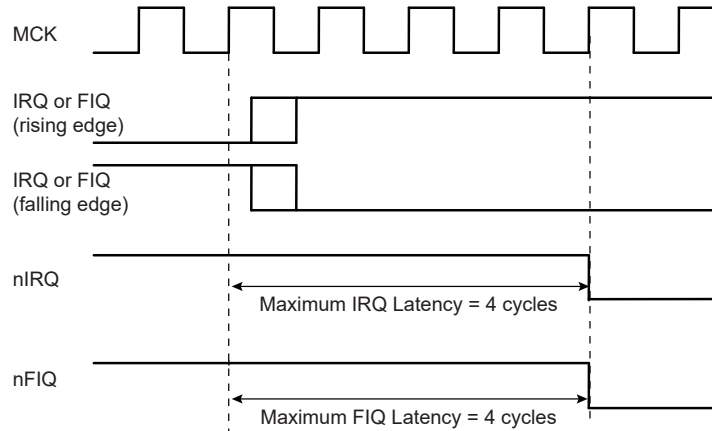 MCK
IRQ or FIQ
(rising edge)
IRQ or FIQ
(falling edge)
nIRQ
Maximum IRQ Latency = 4 cycles
nFIQ
Maximum FIQ Latency = 4 cycles